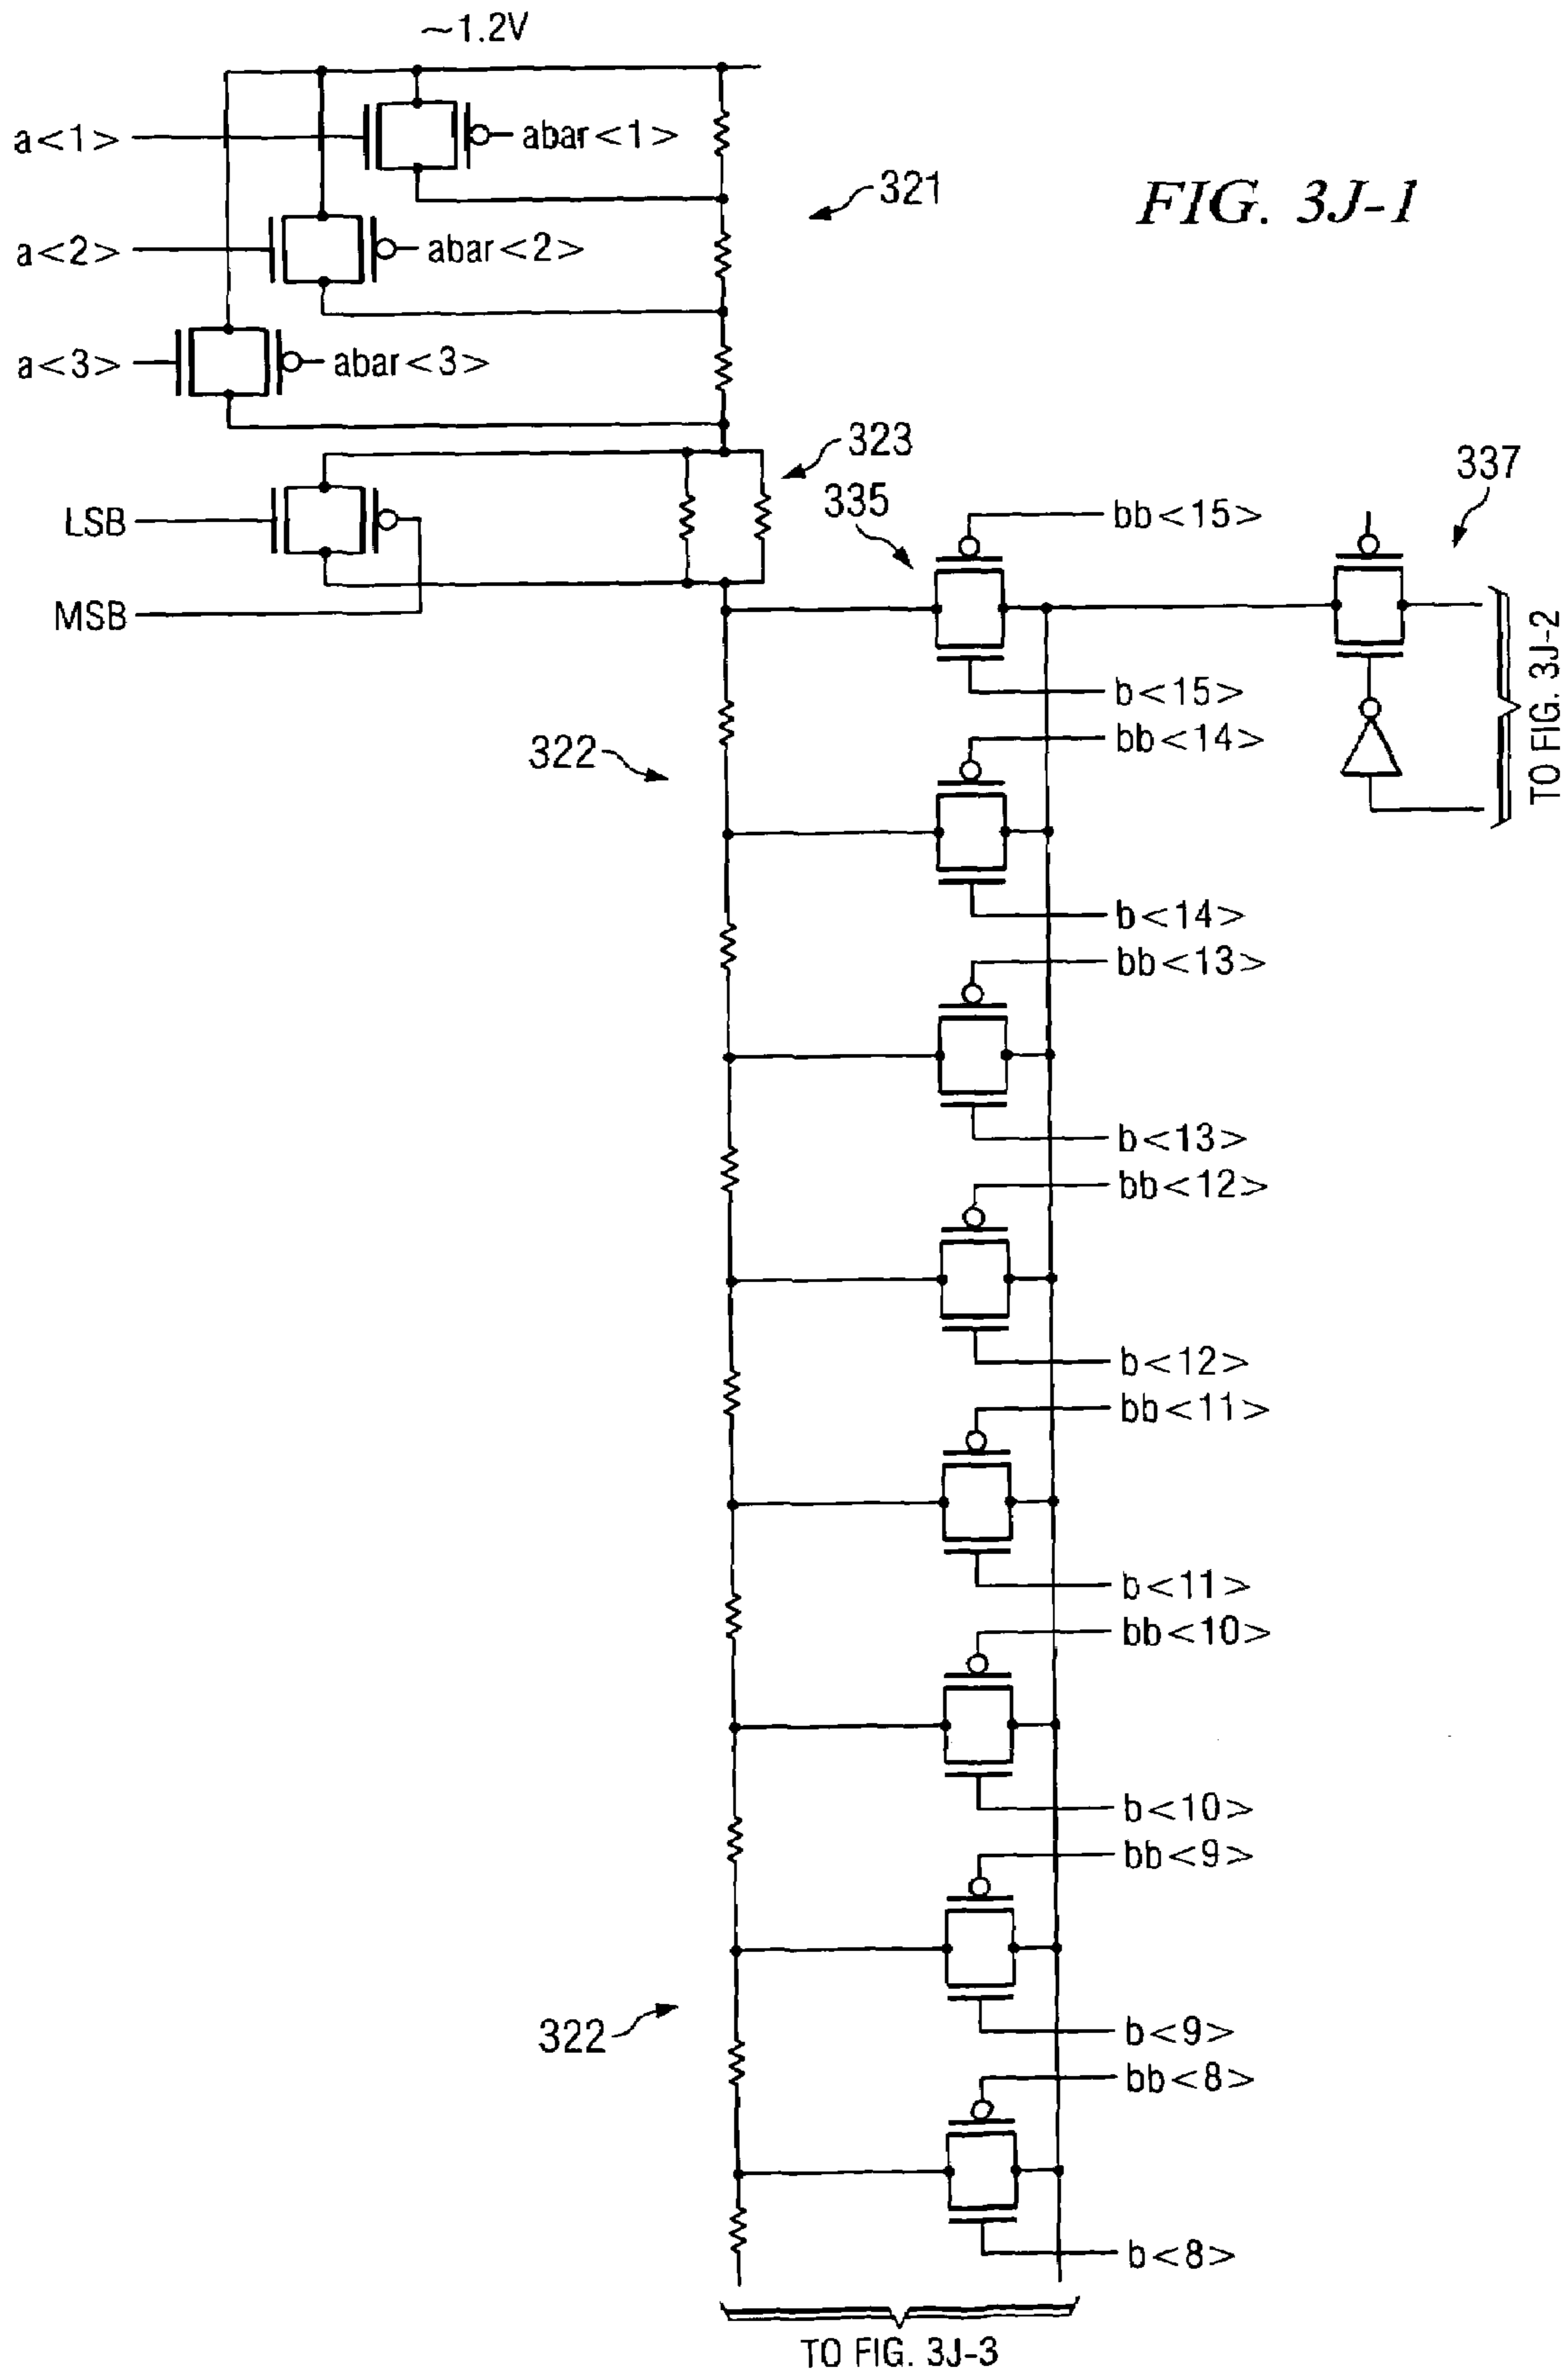 ~1.2V
a<1>
abar<1>
321
FIG. 3J-1
a<2>
abar<2>
a<3>
abar<3>
323
335
337
LSB
bb<15>
MSB
TO FIG. 3J-2
b<15>
322
bb<14>
b<14>
bb<13>
b<13>
bb<12>
b<12>
bb<11>
b<11>
bb<10>
b<10>
bb<9>
322
b<9>
bb<8>
b<8>
TO FIG. 3J-3